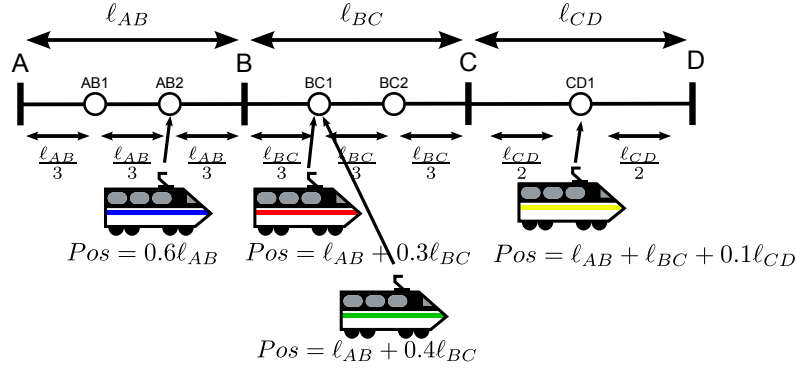 ℓ_AB ℓ_BC ℓ_CD
A B C D
AB1 AB2 BC1 BC2 CD1
ℓ_AB/3 ℓ_AB/3 ℓ_AB/3 ℓ_BC/3 ℓ_BC/3 ℓ_BC/3 ℓ_CD/2 ℓ_CD/2
Pos = 0.6ℓ_AB Pos = ℓ_AB + 0.3ℓ_BC Pos = ℓ_AB + ℓ_BC + 0.1ℓ_CD
Pos = ℓ_AB + 0.4ℓ_BC